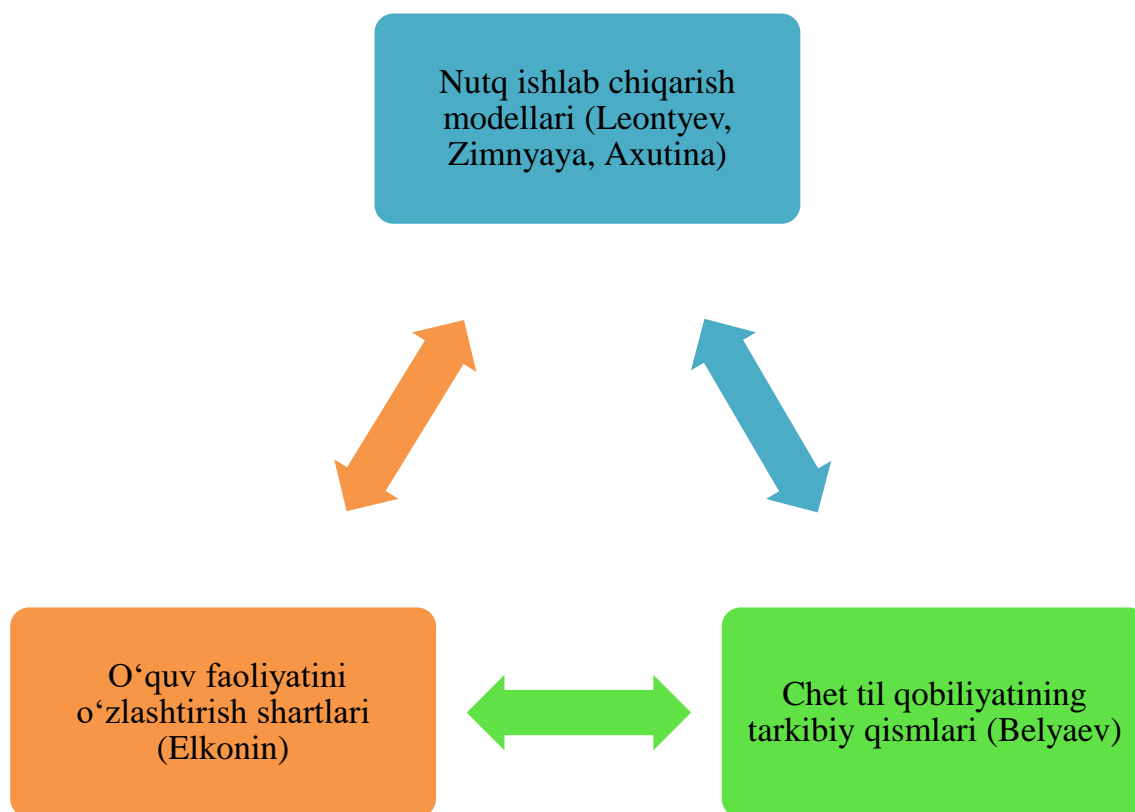 Nutq ishlab chiqarish
modellari (Leontyev,
Zimnyaya, Axutina)
O‘quv faoliyatini
o‘zlashtirish shartlari
(Elkonin)
Chet til qobiliyatining
tarkibiy qismlari (Belyaev)